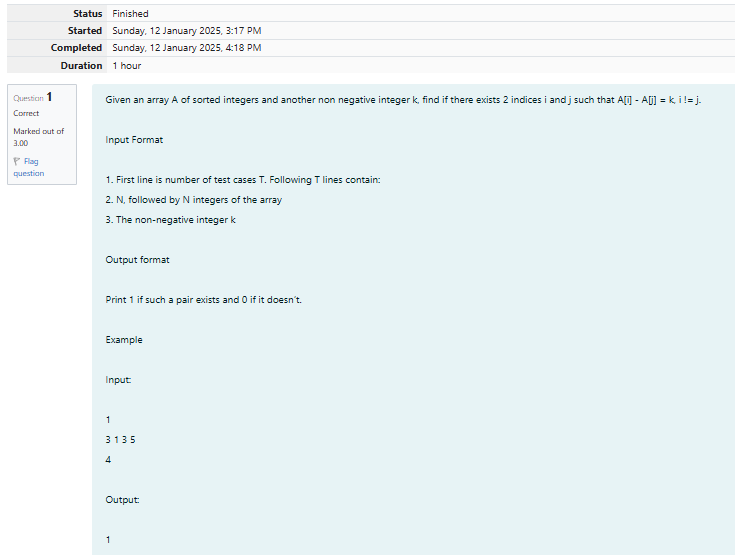 Status Finished
Started Sunday, 12 January 2025, 3:17 PM
Completed Sunday, 12 January 2025, 4:18 PM
Duration 1 hour
Question 1
Correct
Marked out of
3.00
Flag
question
Given an array A of sorted integers and another non negative integer k, find if there exists 2 indices i and j such that A[i] - A[j] = k, i != j.
Input Format
1. First line is number of test cases T. Following T lines contain:
2. N, followed by N integers of the array
3. The non-negative integer k
Output format
Print 1 if such a pair exists and 0 if it doesn't.
Example
Input:
1
3 1 3 5
4
Output:
1